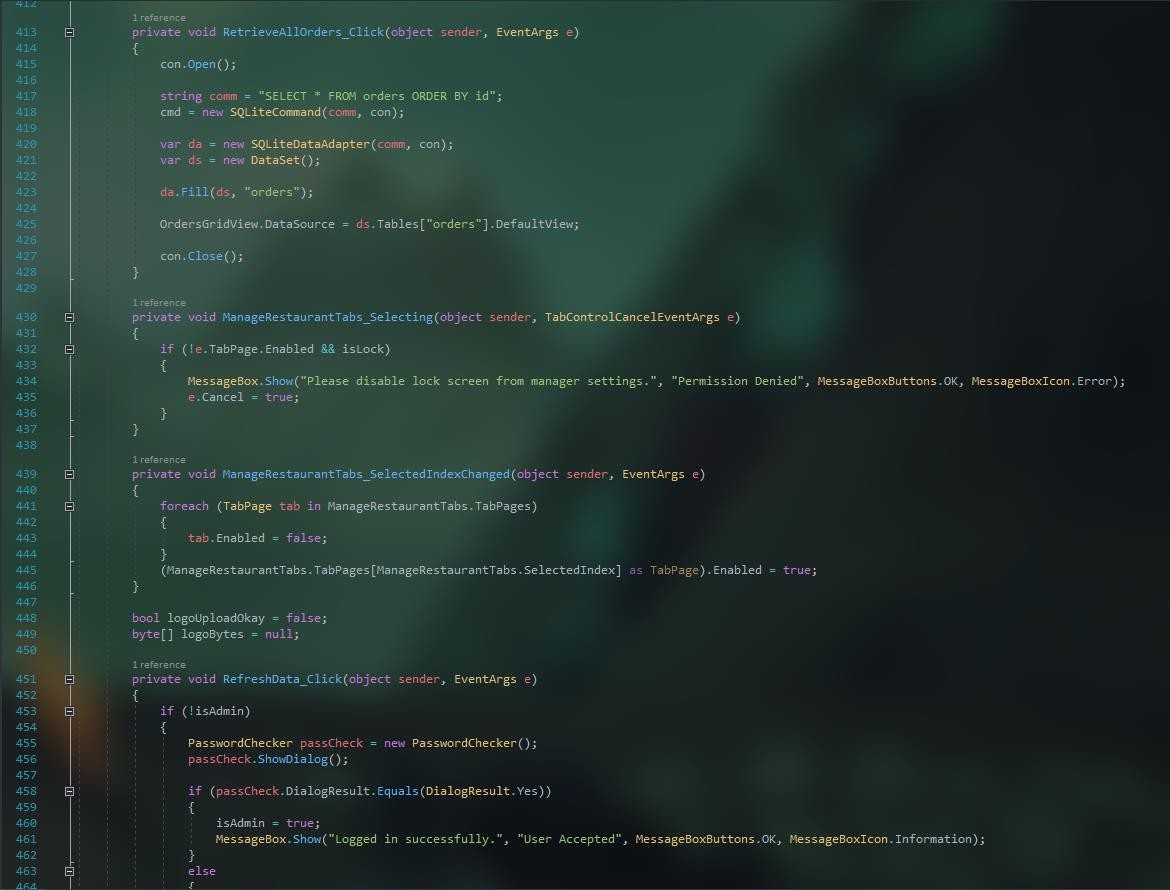 412
1 reference
413 private void RetrieveAllOrders_Click(object sender, EventArgs e)
414 {
415 con.Open();
416
417 string comm = "SELECT * FROM orders ORDER BY id";
418 cmd = new SQLiteCommand(comm, con);
419
420 var da = new SQLiteDataAdapter(comm, con);
421 var ds = new DataSet();
422
423 da.Fill(ds, "orders");
424
425 OrdersGridView.DataSource = ds.Tables["orders"].DefaultView;
426
427 con.Close();
428 }
429
1 reference
430 private void ManageRestaurantTabs_Selecting(object sender, TabControlCancelEventArgs e)
431 {
432 if (!e.TabPage.Enabled && isLock)
433 {
434 MessageBox.Show("Please disable lock screen from manager settings.", "Permission Denied", MessageBoxButtons.OK, MessageBoxIcon.Error);
435 e.Cancel = true;
436 }
437 }
438
1 reference
439 private void ManageRestaurantTabs_SelectedIndexChanged(object sender, EventArgs e)
440 {
441 foreach (TabPage tab in ManageRestaurantTabs.TabPages)
442 {
443 tab.Enabled = false;
444 }
445 (ManageRestaurantTabs.TabPages[ManageRestaurantTabs.SelectedIndex] as TabPage).Enabled = true;
446 }
447
448 bool logoUploadOkay = false;
449 byte[] logoBytes = null;
450
1 reference
451 private void RefreshData_Click(object sender, EventArgs e)
452 {
453 if (!isAdmin)
454 {
455 PasswordChecker passCheck = new PasswordChecker();
456 passCheck.ShowDialog();
457
458 if (passCheck.DialogResult.Equals(DialogResult.Yes))
459 {
460 isAdmin = true;
461 MessageBox.Show("Logged in successfully.", "User Accepted", MessageBoxButtons.OK, MessageBoxIcon.Information);
462 }
463 else
464 {